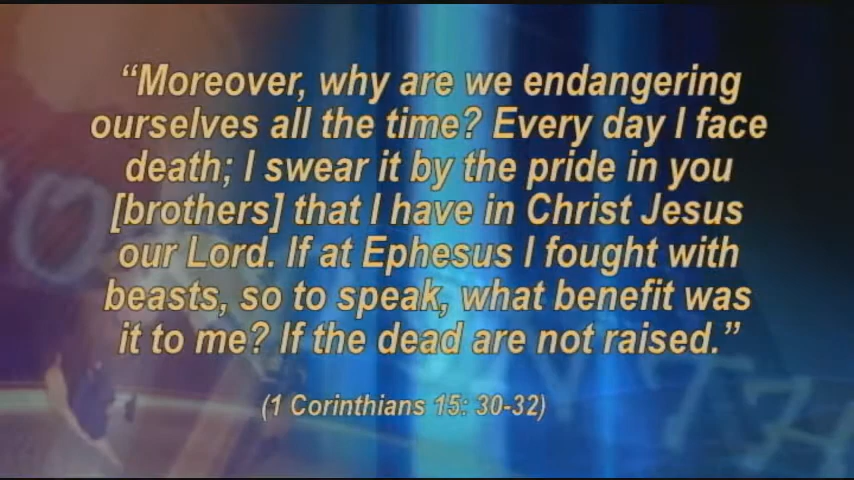 “Moreover, why are we endangering
ourselves all the time? Every day I face
death; I swear it by the pride in you
[brothers] that I have in Christ Jesus
our Lord. If at Ephesus I fought with
beasts, so to speak, what benefit was
it to me? If the dead are not raised.”
(1 Corinthians 15: 30-32)